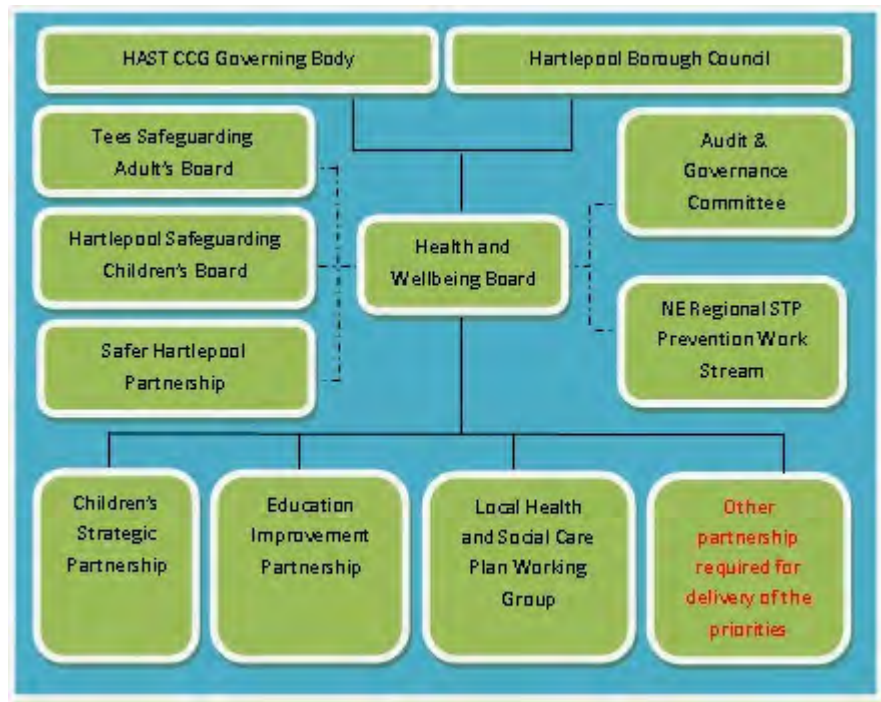 HAST CCG Governing Body
Hartlepool Borough Council
Tees Safeguarding
Adult's Board
Audit &
Governance
Committee
Hartlepool Safeguarding
Children's Board
Health and
Wellbeing Board
NE Regional STP
Prevention Work
Stream
Safer Hartlepool
Partnership
Children's
Strategic
Partnership
Education
Improvement
Partnership
Local Health
and Social Care
Plan Working
Group
Other
partnership
required for
delivery of the
priorities